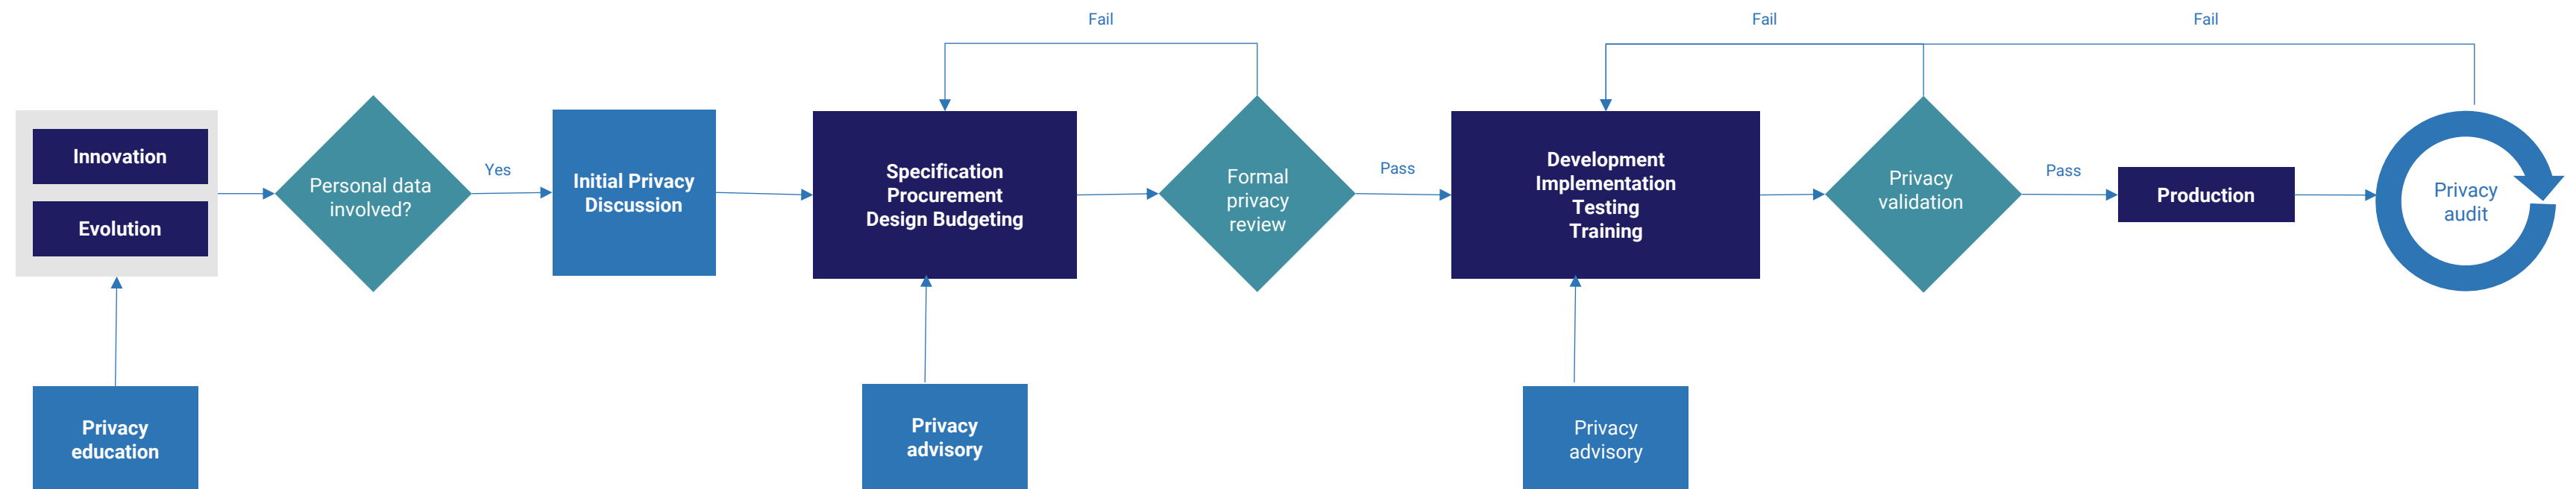 Fail
Fail
Fail
Innovation
Evolution
Personal data
involved?
Yes
Initial Privacy
Discussion
Specification
Procurement
Design Budgeting
Formal
privacy
review
Pass
Development
Implementation
Testing
Training
Privacy
validation
Pass
Production
Privacy
audit
Privacy
education
Privacy
advisory
Privacy
advisory